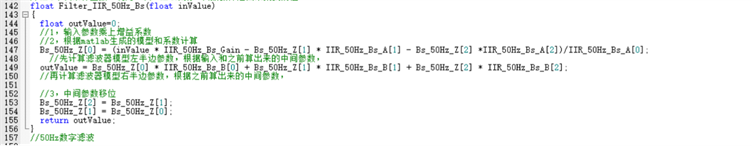 142 float Filter_IIR_50Hz_Bs(float inValue)
143 {
144 float outValue=0;
145 //1，输入参数乘上增益系数
146 //2，根据matlab生成的模型和系数计算
147 Bs_50Hz_Z[0] = (inValue * IIR_50Hz_Bs_Gain - Bs_50Hz_Z[1] * IIR_50Hz_Bs_A[1] - Bs_50Hz_Z[2] *IIR_50Hz_Bs_A[2])/IIR_50Hz_Bs_A[0];
148 //先计算滤波器模型左半边参数，根据输入和之前算出来的中间参数，
149 outValue = Bs_50Hz_Z[0] * IIR_50Hz_Bs_B[0] + Bs_50Hz_Z[1] * IIR_50Hz_Bs_B[1] + Bs_50Hz_Z[2] * IIR_50Hz_Bs_B[2];
150 //再计算滤波器模型右半边参数，根据之前算出来的中间参数，
151
152 //3，中间参数移位
153 Bs_50Hz_Z[2] = Bs_50Hz_Z[1];
154 Bs_50Hz_Z[1] = Bs_50Hz_Z[0];
155 return outValue;
156 }
157 //50Hz数字滤波